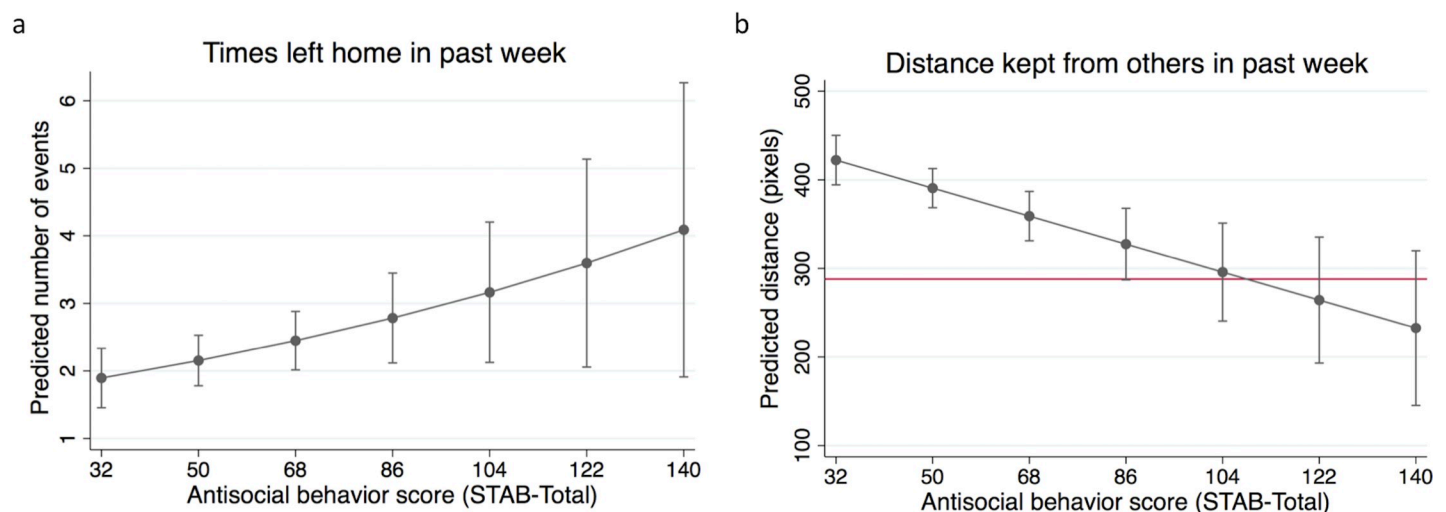 a
Times left home in past week
Predicted number of events
6
5
4
3
2
1
32 50 68 86 104 122 140
Antisocial behavior score (STAB-Total)
b
Distance kept from others in past week
Predicted distance (pixels)
500
400
300
200
100
32 50 68 86 104 122 140
Antisocial behavior score (STAB-Total)